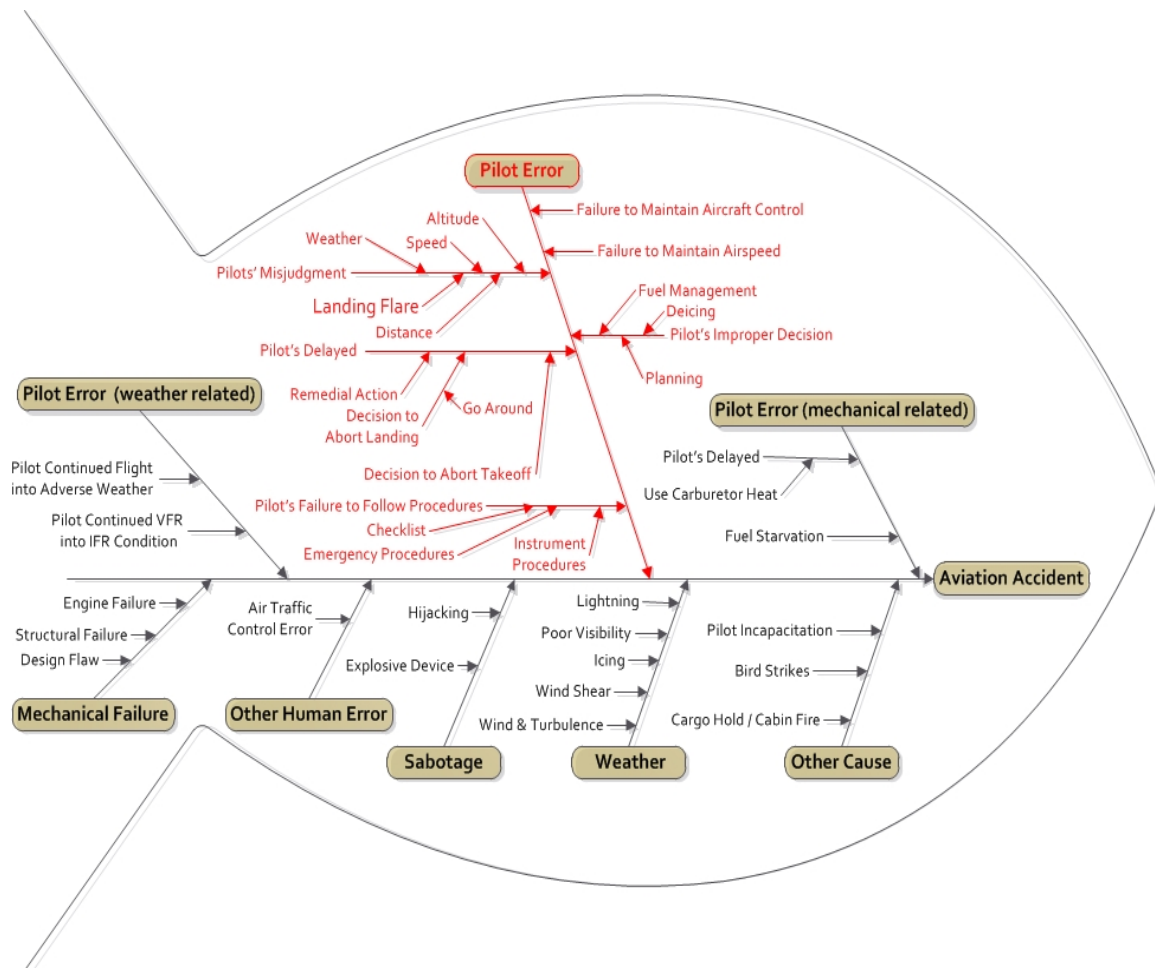 Pilot Error
Failure to Maintain Aircraft Control
Altitude
Weather
Speed
Failure to Maintain Airspeed
Pilots' Misjudgment
Fuel Management
Landing Flare
Deicing
Distance
Pilot's Improper Decision
Pilot's Delayed
Planning
Pilot Error (weather related)
Remedial Action
Go Around
Decision to
Abort Landing
Pilot Error (mechanical related)
Pilot Continued Flight
into Adverse Weather
Decision to Abort Takeoff
Pilot's Delayed
Use Carburetor Heat
Pilot's Failure to Follow Procedures
Pilot Continued VFR
into IFR Condition
Checklist
Emergency Procedures
Instrument
Procedures
Fuel Starvation
Aviation Accident
Engine Failure
Structural Failure
Design Flaw
Mechanical Failure
Air Traffic
Control Error
Other Human Error
Hijacking
Explosive Device
Sabotage
Lightning
Poor Visibility
Icing
Wind Shear
Wind & Turbulence
Weather
Pilot Incapacitation
Bird Strikes
Cargo Hold / Cabin Fire
Other Cause